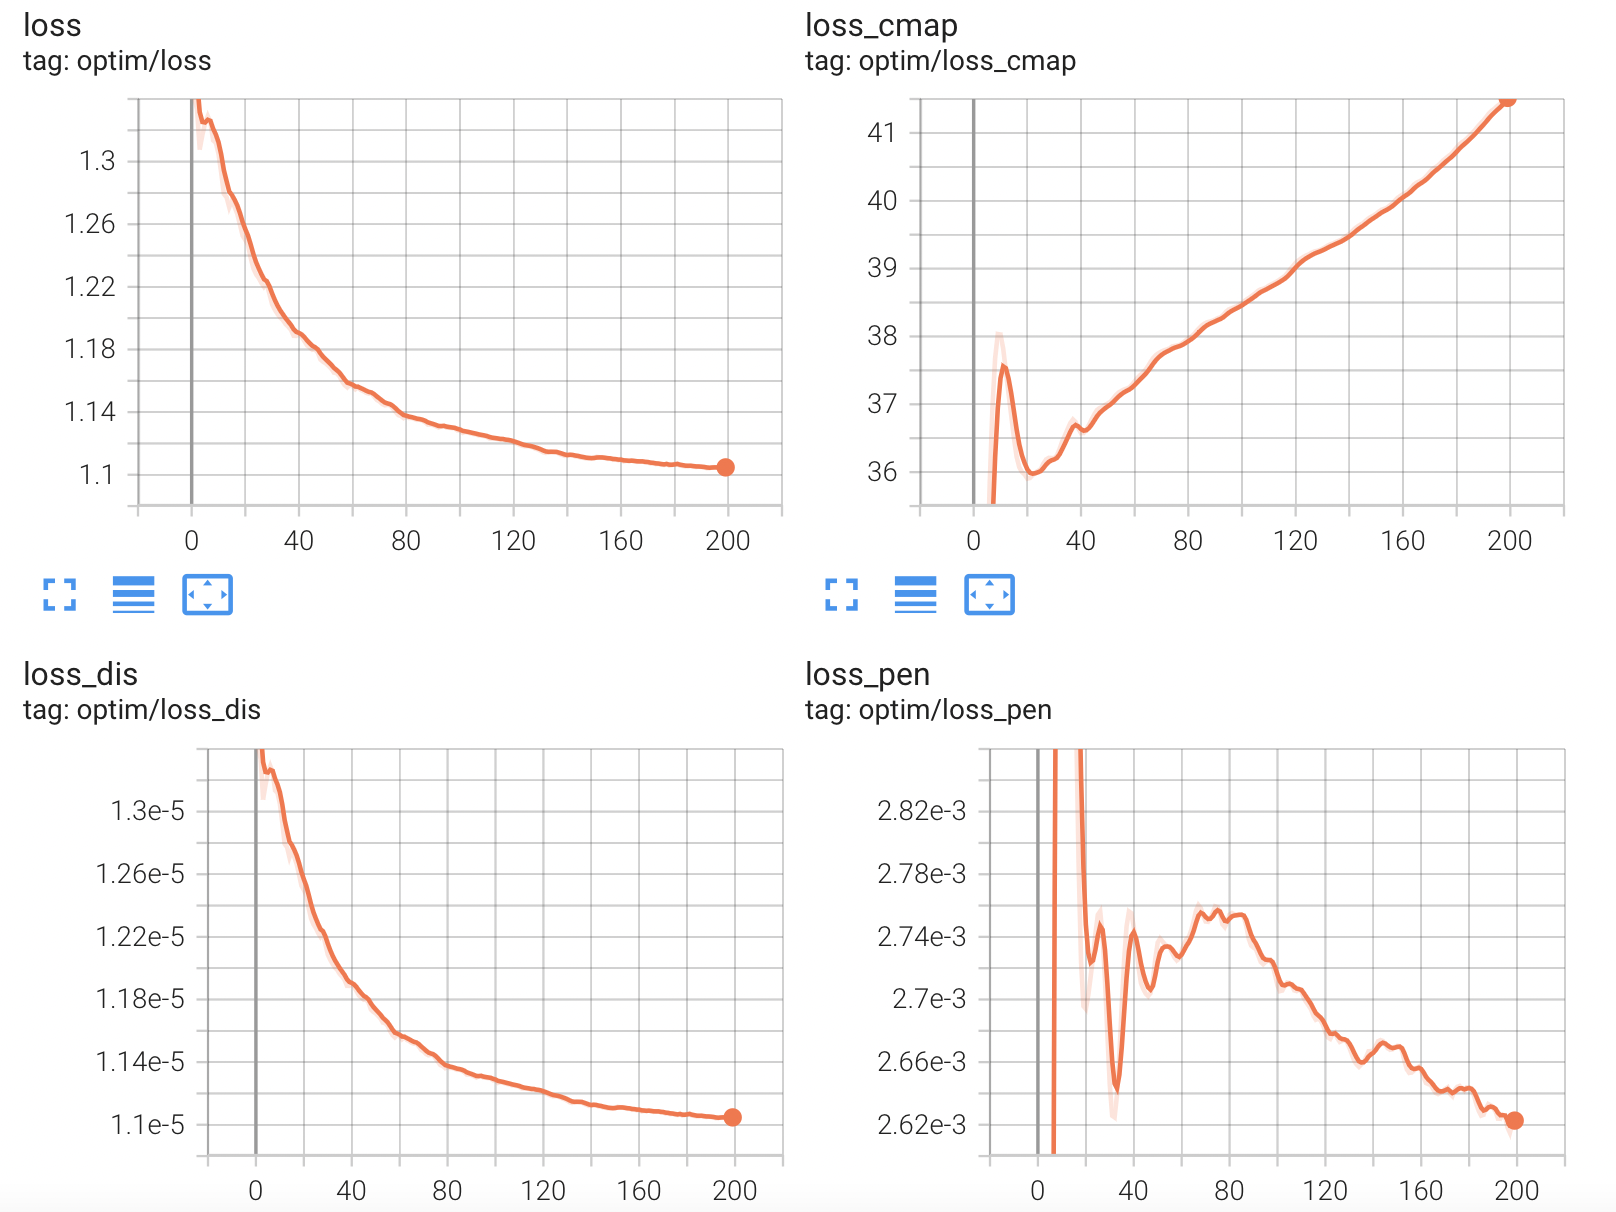 loss
tag: optim/loss
1.3
1.26
1.22
1.18
1.14
1.1
0 40 80 120 160 200
loss_cmap
tag: optim/loss_cmap
41
40
39
38
37
36
0 40 80 120 160 200
loss_dis
tag: optim/loss_dis
1.3e-5
1.26e-5
1.22e-5
1.18e-5
1.14e-5
1.1e-5
0 40 80 120 160 200
loss_pen
tag: optim/loss_pen
2.82e-3
2.78e-3
2.74e-3
2.7e-3
2.66e-3
2.62e-3
0 40 80 120 160 200